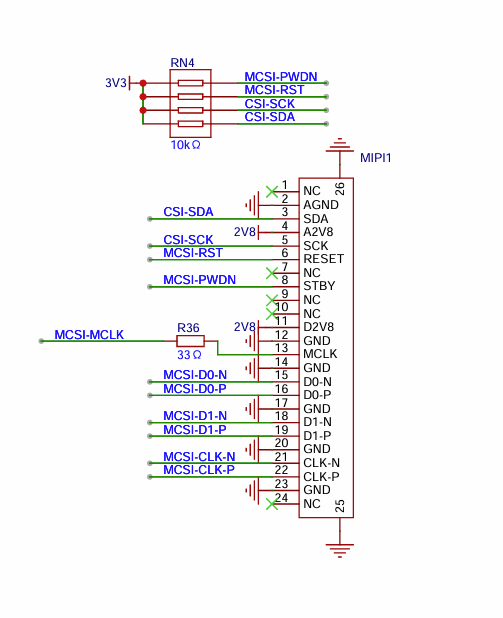 RN4
3V3
MCSI-PWDN
MCSI-RST
CSI-SCK
CSI-SDA
10kΩ
MIPI1
26
1 NC
2 AGND
CSI-SDA 3 SDA
2V8 4 A2V8
CSI-SCK 5 SCK
MCSI-RST 6 RESET
7 NC
MCSI-PWDN 8 STBY
9 NC
10 NC
2V8 11 D2V8
12 GND
MCSI-MCLK R36 33Ω 13 MCLK
14 GND
MCSI-D0-N 15 D0-N
MCSI-D0-P 16 D0-P
17 GND
MCSI-D1-N 18 D1-N
MCSI-D1-P 19 D1-P
20 GND
MCSI-CLK-N 21 CLK-N
MCSI-CLK-P 22 CLK-P
23 GND
24 NC
25